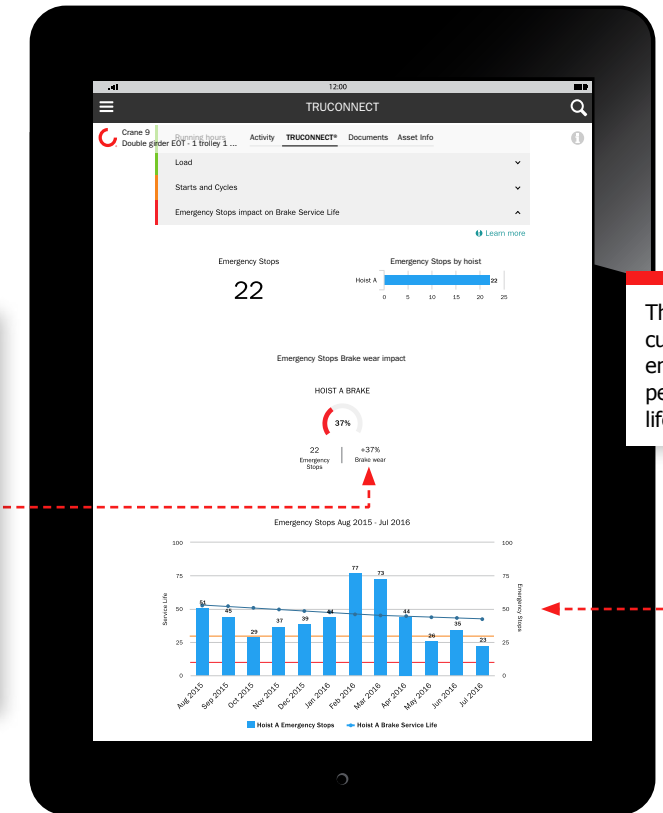 12:00
TRUCONNECT
Crane 9
Double girder EOT - 1 trolley 1 ...
Running hours Activity TRUCONNECT® Documents Asset Info
Load
Starts and Cycles
Emergency Stops impact on Brake Service Life
Learn more
Emergency Stops
22
Emergency Stops by hoist
Hoist A 22
0 5 10 15 20 25
Emergency Stops Brake wear impact
HOIST A BRAKE
37%
22
Emergency
Stops
+37%
Brake wear
Emergency Stops Aug 2015 - Jul 2016
Service Life
100
75
50
25
0
51
45
29
37
39
44
77
73
44
26
35
23
100
75
50
25
0
Emergency Stops
Aug 2015
Sep 2015
Oct 2015
Nov 2015
Dec 2015
Jan 2016
Feb 2016
Mar 2016
Apr 2016
May 2016
Jun 2016
Jul 2016
Hoist A Emergency Stops Hoist A Brake Service Life